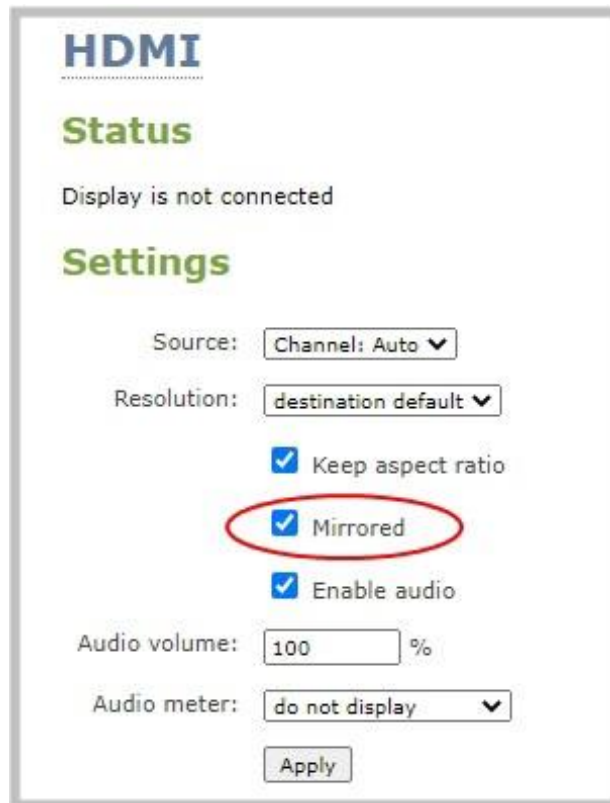 HDMI
Status
Display is not connected
Settings
Source: Channel: Auto
Resolution: destination default
Keep aspect ratio
Mirrored
Enable audio
Audio volume: 100 %
Audio meter: do not display
Apply